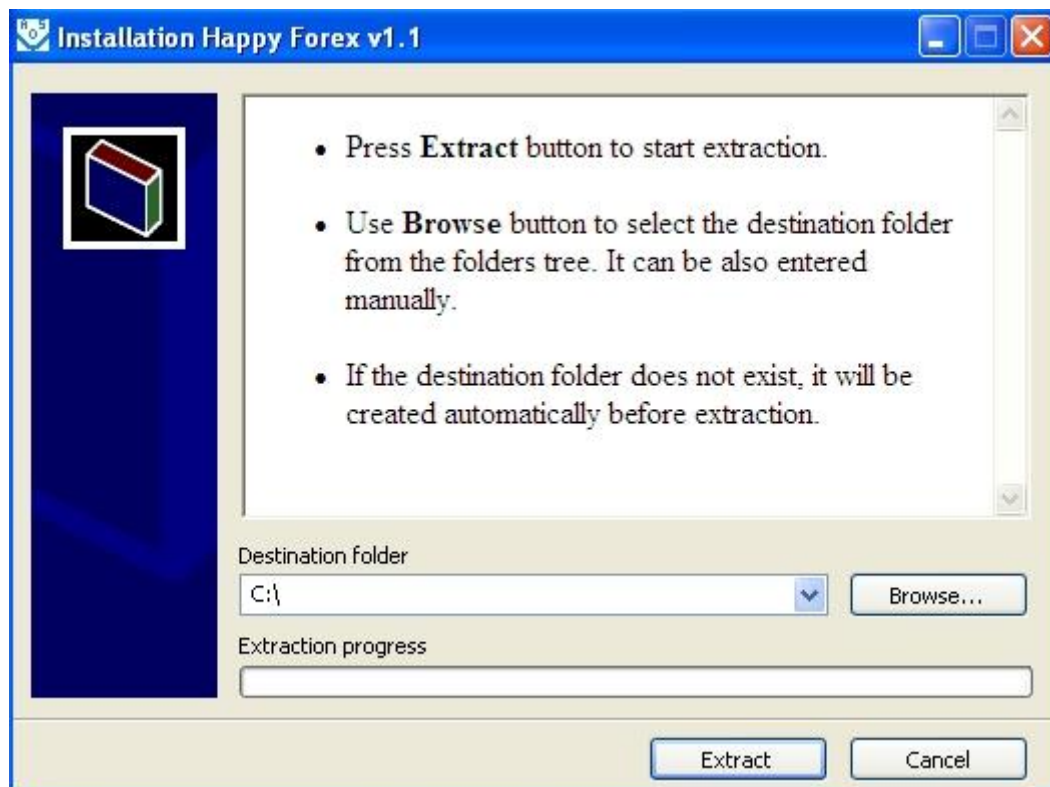 Installation Happy Forex v1.1
• Press Extract button to start extraction.
• Use Browse button to select the destination folder
from the folders tree. It can be also entered
manually.
• If the destination folder does not exist, it will be
created automatically before extraction.
Destination folder
C:\
Browse...
Extraction progress
Extract
Cancel